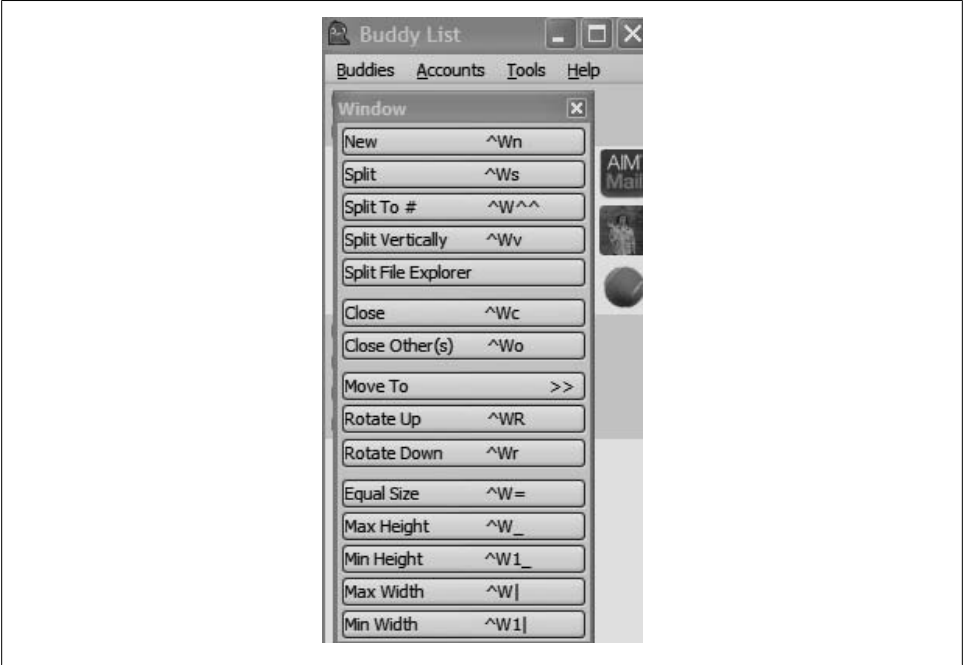 Buddy List
Buddies Accounts Tools Help
Window
New ^Wn
Split ^Ws
Split To # ^W^^
Split Vertically ^Wv
Split File Explorer
Close ^Wc
Close Other(s) ^Wo
Move To >>
Rotate Up ^WR
Rotate Down ^Wr
Equal Size ^W=
Max Height ^W_
Min Height ^W1_
Max Width ^W|
Min Width ^W1|
AIM
Mail